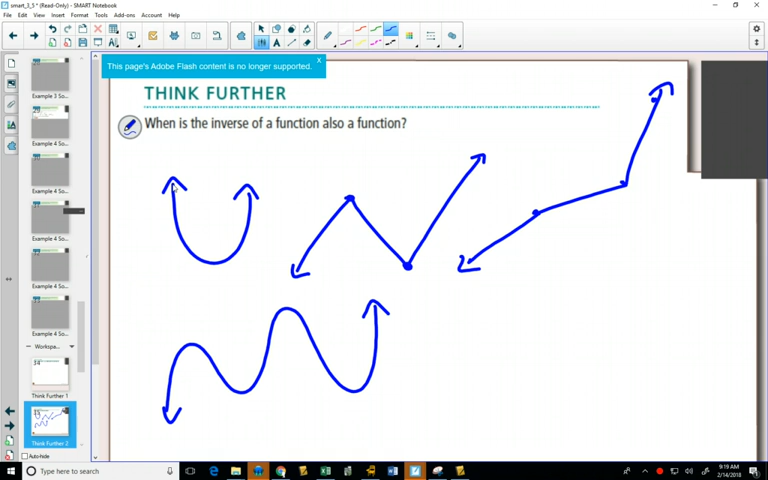 smart_3_5 * (Read-Only) - SMART Notebook
File Edit View Insert Format Tools Add-ons Account Help
This page's Adobe Flash content is no longer supported. X
THINK FURTHER
When is the inverse of a function also a function?
Example 3 So...
29
Example 4
Example 4 So...
Example 4 So...
Example 4 So...
Example 4 So...
Workspa...
34
Think Further 1
Think Further 2
Auto-hide
Type here to search
9:19 AM
2/14/2018